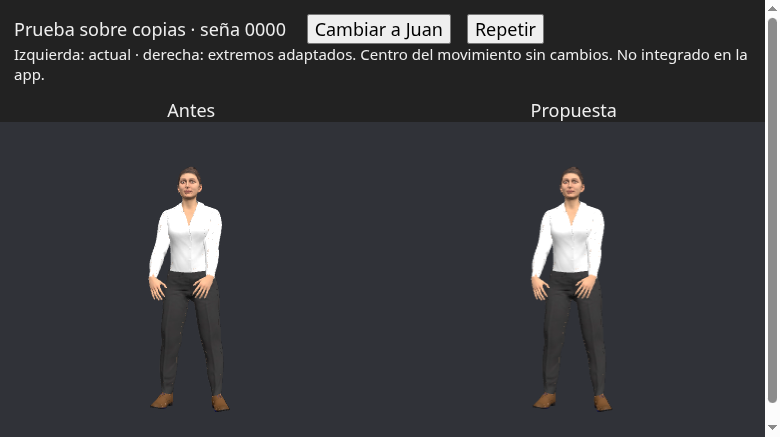 Prueba sobre copias · seña 0000 Cambiar a Juan Repetir
Izquierda: actual · derecha: extremos adaptados. Centro del movimiento sin cambios. No integrado en la
app.
Antes Propuesta